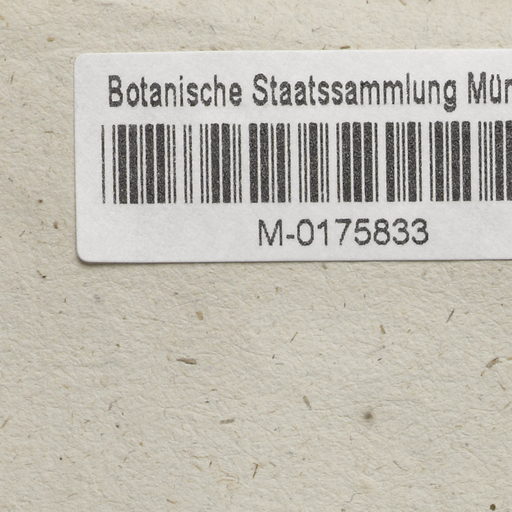 Botanische Staatssammlung Mün
M-0175833